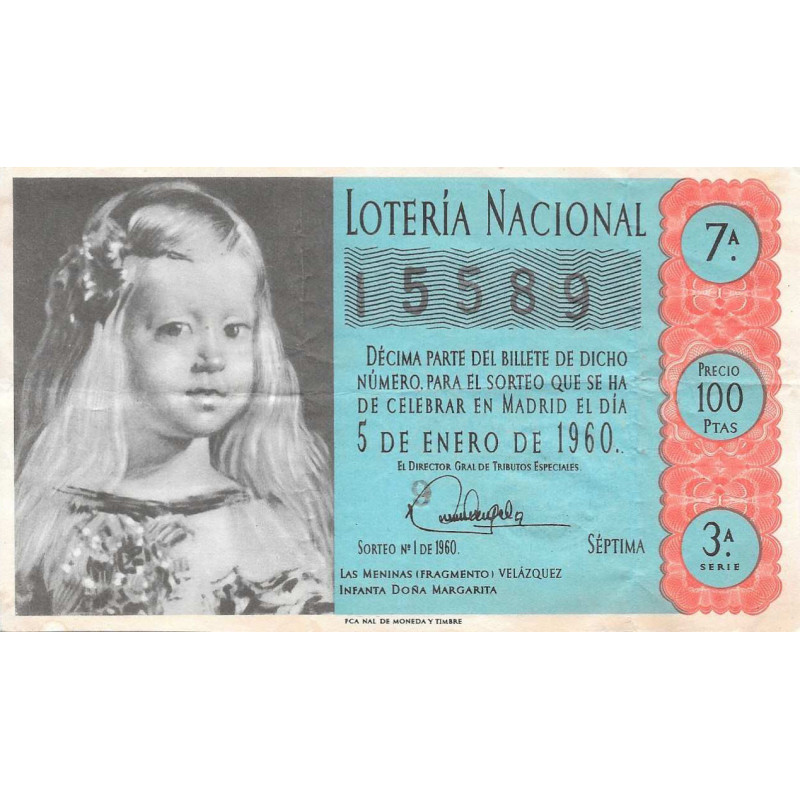 LOTERÍA NACIONAL
15589
DÉCIMA PARTE DEL BILLETE DE DICHO
NÚMERO, PARA EL SORTEO QUE SE HA
DE CELEBRAR EN MADRID EL DÍA
5 DE ENERO DE 1960.
EL DIRECTOR GRAL DE TRIBUTOS ESPECIALES.
9
SORTEO Nº 1 DE 1960.
SÉPTIMA
LAS MENINAS (FRAGMENTO) VELÁZQUEZ
INFANTA DOÑA MARGARITA
FCA NAL DE MONEDA Y TIMBRE
7ª.
PRECIO
100
PTAS
3ª.
SERIE